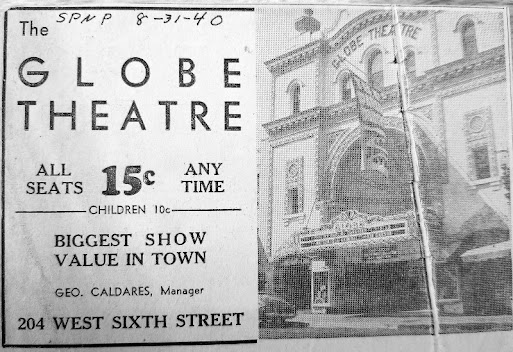 SPNP 8-31-40
The
GLOBE
THEATRE
ALL SEATS 15c ANY TIME
CHILDREN 10c
BIGGEST SHOW
VALUE IN TOWN
GEO. CALDARES, Manager
204 WEST SIXTH STREET
GLOBE THEATRE